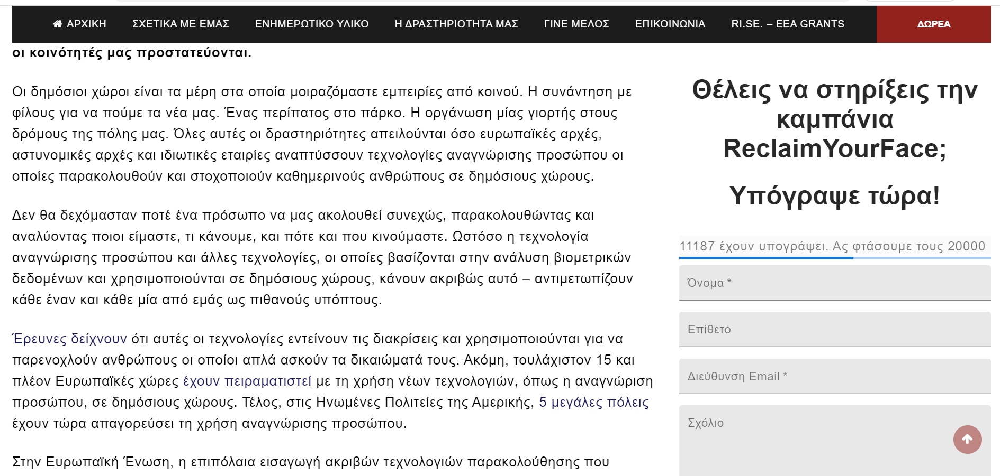 ΑΡΧΙΚΗ ΣΧΕΤΙΚΑ ΜΕ ΕΜΑΣ ΕΝΗΜΕΡΩΤΙΚΟ ΥΛΙΚΟ Η ΔΡΑΣΤΗΡΙΟΤΗΤΑ ΜΑΣ ΓΙΝΕ ΜΕΛΟΣ ΕΠΙΚΟΙΝΩΝΙΑ RI.SE. – EEA GRANTS ΔΩΡΕΑ
οι κοινότητές μας προστατεύονται.
Οι δημόσιοι χώροι είναι τα μέρη στα οποία μοιραζόμαστε εμπειρίες από κοινού. Η συνάντηση με
φίλους για να πούμε τα νέα μας. Ένας περίπατος στο πάρκο. Η οργάνωση μίας γιορτής στους
δρόμους της πόλης μας. Όλες αυτές οι δραστηριότητες απειλούνται όσο ευρωπαϊκές αρχές,
αστυνομικές αρχές και ιδιωτικές εταιρίες αναπτύσσουν τεχνολογίες αναγνώρισης προσώπου οι
οποίες παρακολουθούν και στοχοποιούν καθημερινούς ανθρώπους σε δημόσιους χώρους.
Δεν θα δεχόμασταν ποτέ ένα πρόσωπο να μας ακολουθεί συνεχώς, παρακολουθώντας και
αναλύοντας ποιοι είμαστε, τι κάνουμε, και πότε και που κινούμαστε. Ωστόσο η τεχνολογία
αναγνώρισης προσώπου και άλλες τεχνολογίες, οι οποίες βασίζονται στην ανάλυση βιομετρικών
δεδομένων και χρησιμοποιούνται σε δημόσιους χώρους, κάνουν ακριβώς αυτό – αντιμετωπίζουν
κάθε έναν και κάθε μία από εμάς ως πιθανούς υπόπτους.
Έρευνες δείχνουν ότι αυτές οι τεχνολογίες εντείνουν τις διακρίσεις και χρησιμοποιούνται για να
παρενοχλούν ανθρώπους οι οποίοι απλά ασκούν τα δικαιώματά τους. Ακόμη, τουλάχιστον 15 και
πλέον Ευρωπαϊκές χώρες έχουν πειραματιστεί με τη χρήση νέων τεχνολογιών, όπως η αναγνώριση
προσώπου, σε δημόσιους χώρους. Τέλος, στις Ηνωμένες Πολιτείες της Αμερικής, 5 μεγάλες πόλεις
έχουν τώρα απαγορεύσει τη χρήση αναγνώρισης προσώπου.
Στην Ευρωπαϊκή Ένωση, η επιπόλαια εισαγωγή ακριβών τεχνολογιών παρακολούθησης που
Θέλεις να στηρίξεις την
καμπάνια
ReclaimYourFace;
Υπόγραψε τώρα!
11187 έχουν υπογράψει. Ας φτάσουμε τους 20000
Όνομα *
Επίθετο
Διεύθυνση Email *
Σχόλιο